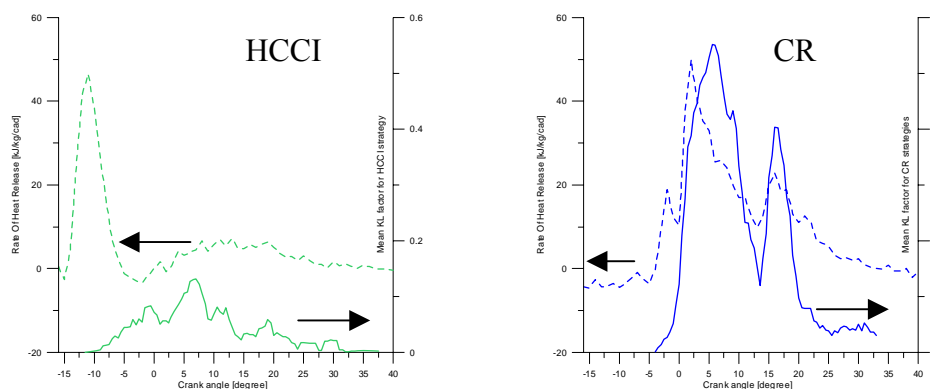 HCCI
60
40
20
0
-20
Rate Of Heat Release [kJ/kg/cad]
0.6
0.4
0.2
0
Mean KL factor for HCCI strategy
-15 -10 -5 0 5 10 15 20 25 30 35 40
Crank angle [degree]
CR
60
40
20
0
-20
Rate Of Heat Release [kJ/kg/cad]
Mean KL factor for CR strategies
-15 -10 -5 0 5 10 15 20 25 30 35 40
Crank angle [degree]